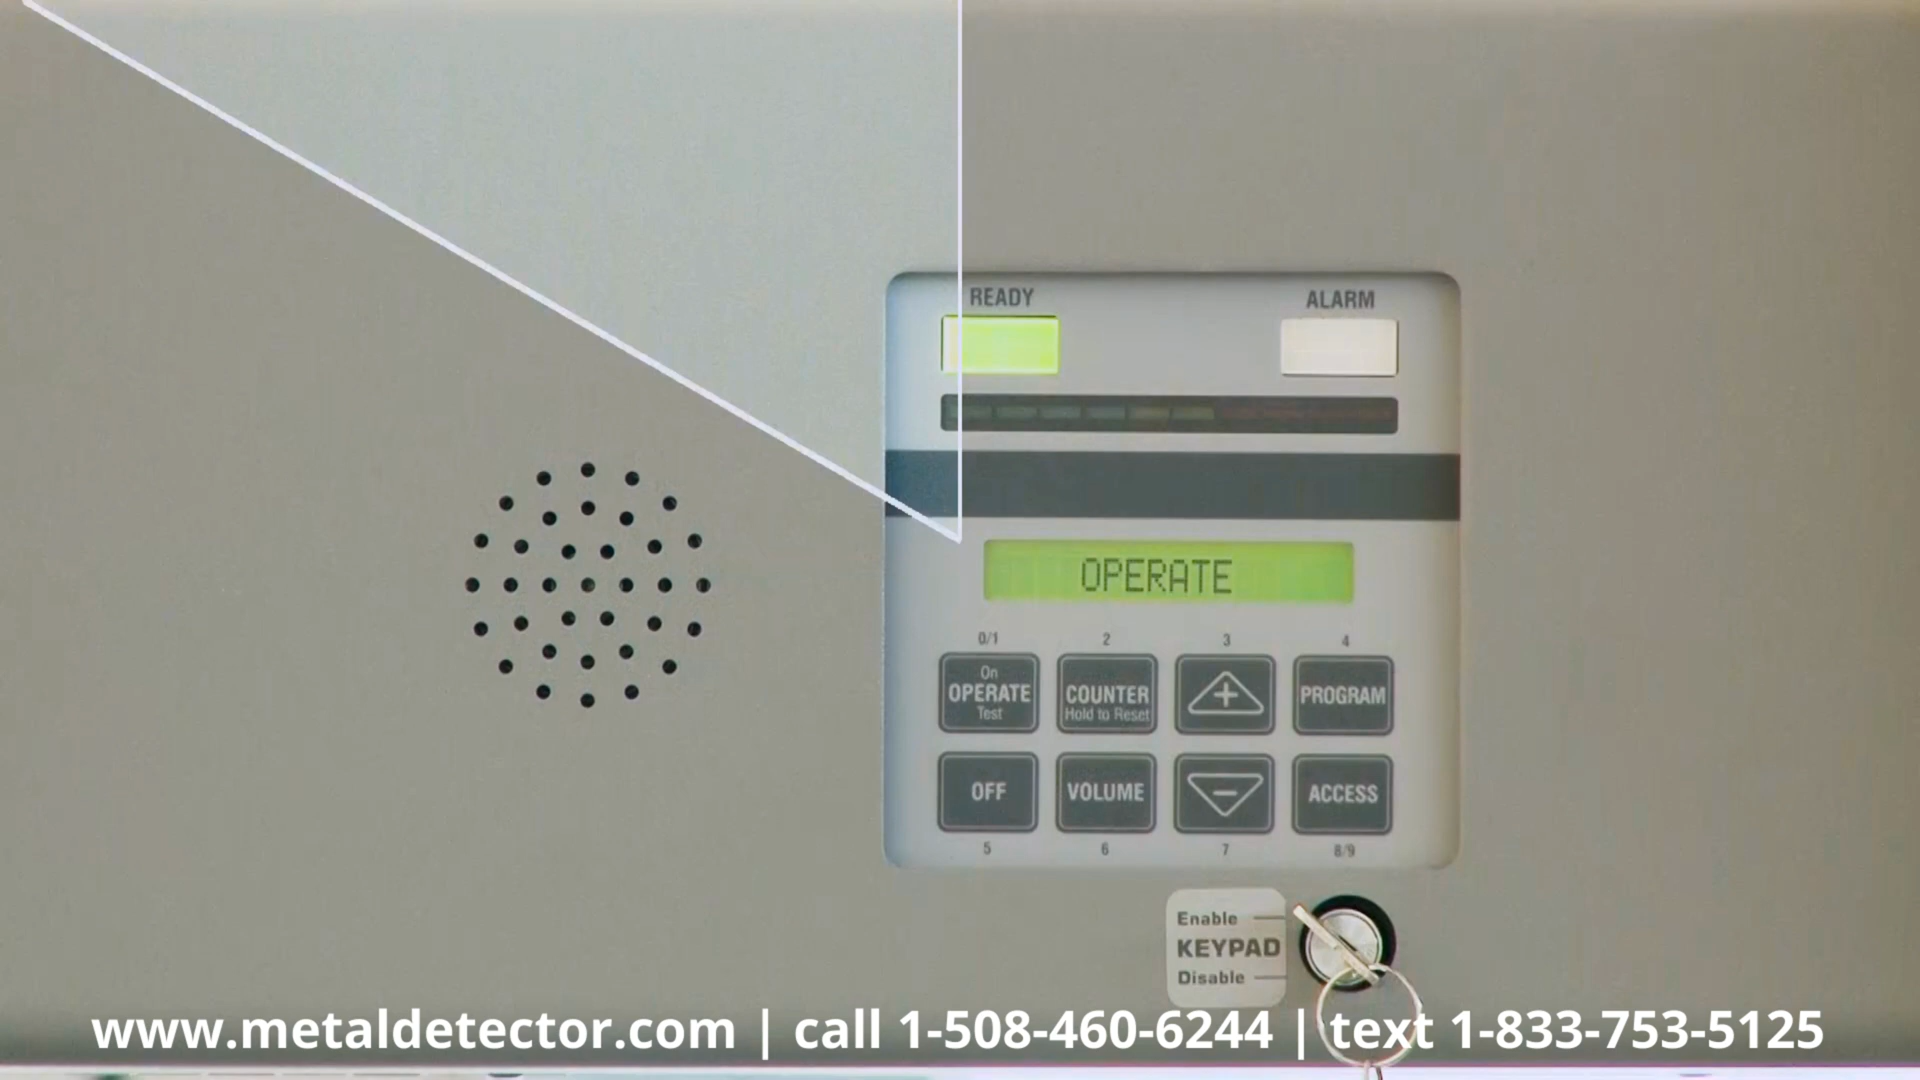 READY
ALARM
OPERATE
0/1
2
3
4
On
OPERATE
Test
COUNTER
Hold to Reset
+
PROGRAM
OFF
VOLUME
−
ACCESS
5
6
7
8/9
Enable
KEYPAD
Disable
www.metaldetector.com | call 1-508-460-6244 | text 1-833-753-5125